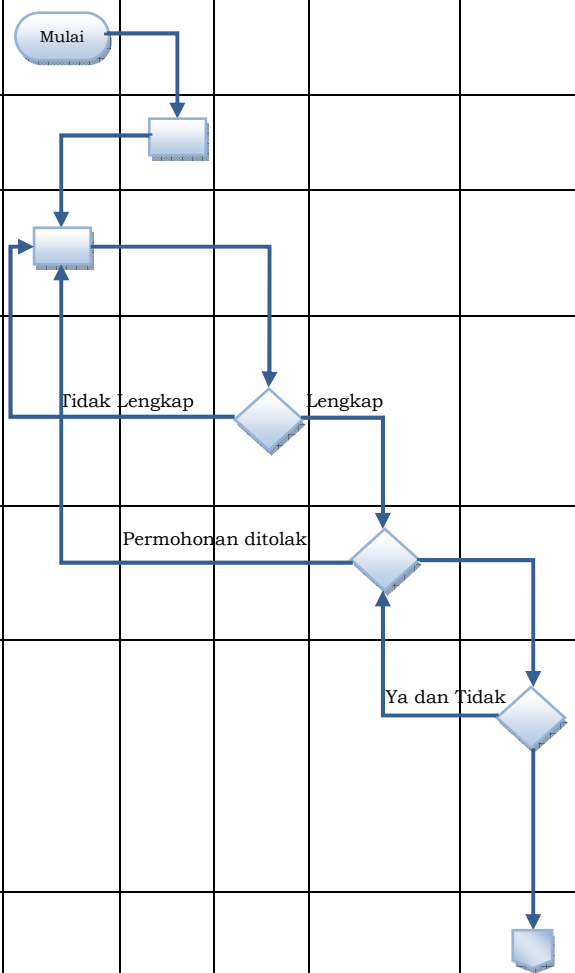 Mulai
Tidak Lengkap
Lengkap
Permohonan ditolak
Ya dan Tidak